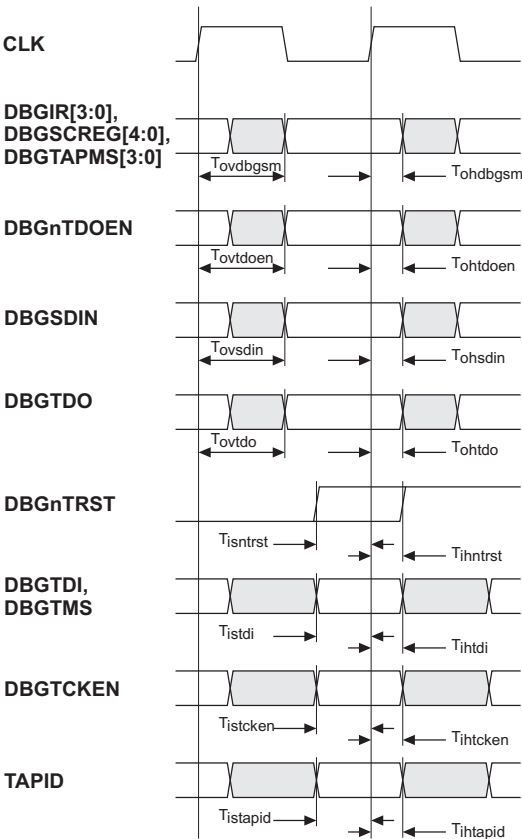 CLK
DBGIR[3:0],
DBGSCREG[4:0],
DBGTAPMS[3:0]
Tovdbgsm
Tohdbgsm
DBGnTDOEN
Tovtdoen
Tohtdoen
DBGSDIN
Tovsdin
Tohsdin
DBGTDO
Tovtdo
Tohtdo
DBGnTRST
Tisntrst
Tihntrst
DBGTDI,
DBGTMS
Tistdi
Tihtdi
DBGTCKEN
Tistcken
Tihtcken
TAPID
Tistapid
Tihtapid